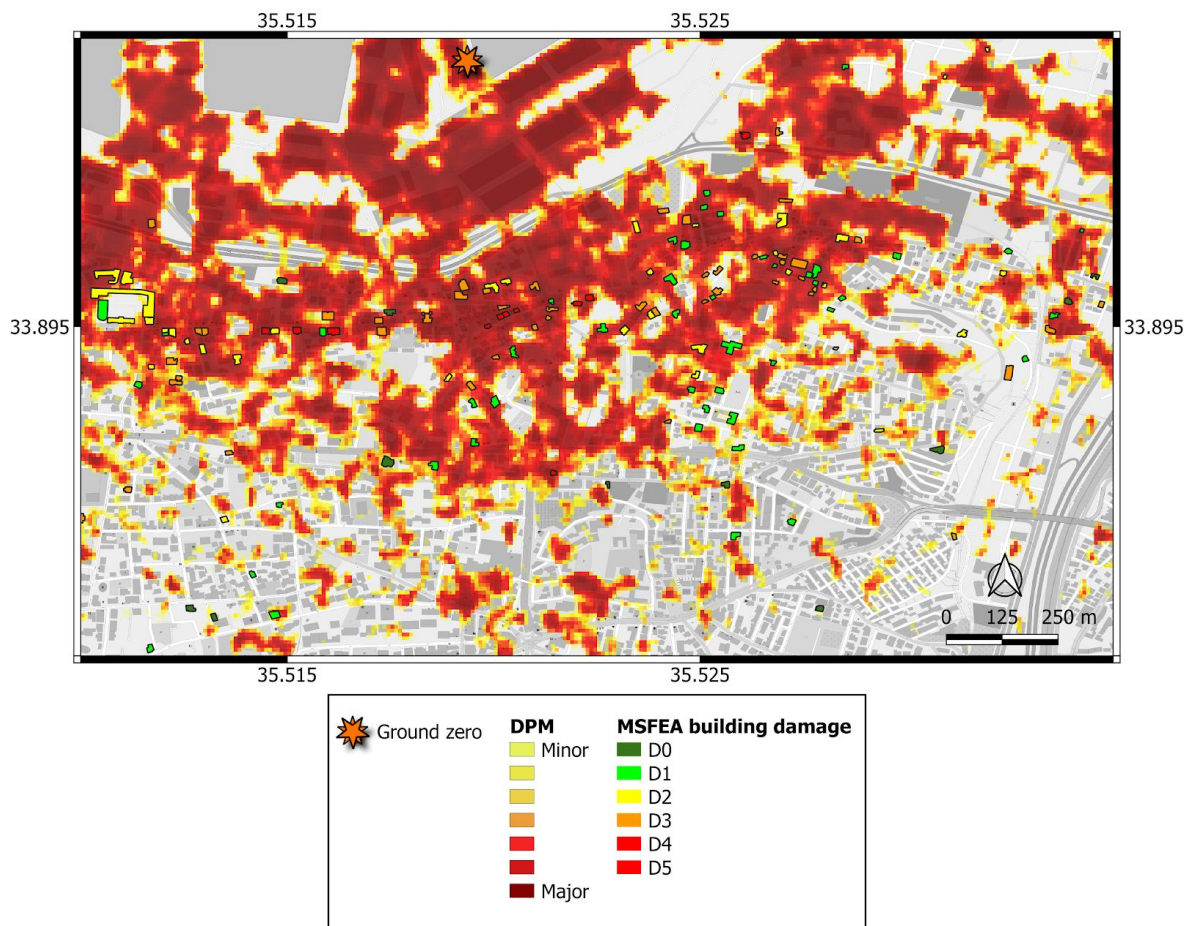 35.515 35.525
33.895 33.895
0 125 250 m
35.515 35.525
Ground zero
DPM
Minor
Major
MSFEA building damage
D0
D1
D2
D3
D4
D5